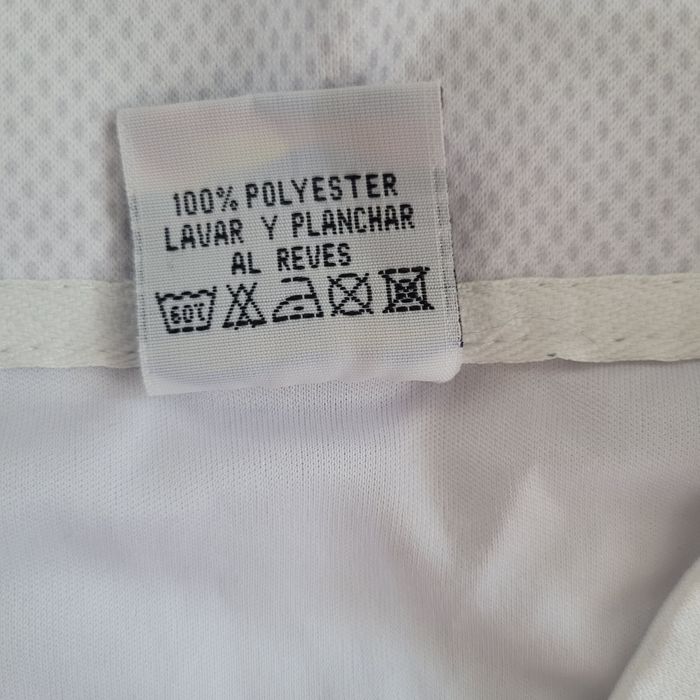 100% POLYESTER
LAVAR Y PLANCHAR
AL REVES
60°C